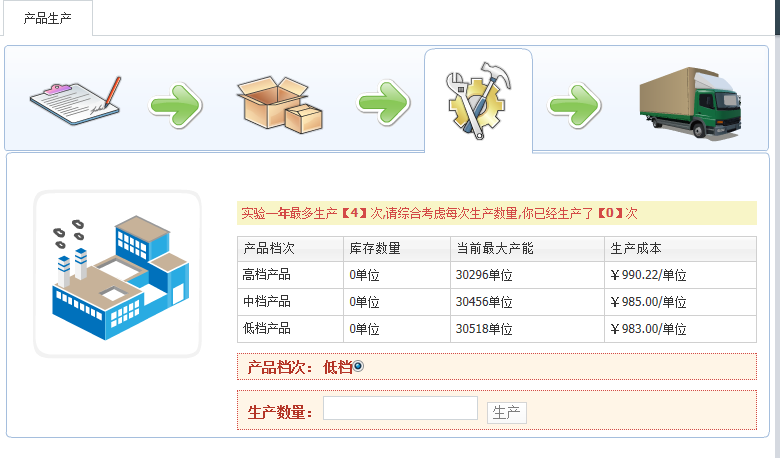 产品生产
实验一年最多生产【4】次,请综合考虑每次生产数量,你已经生产了【0】次
产品档次 库存数量 当前最大产能 生产成本
高档产品 0单位 30296单位 ￥990.22/单位
中档产品 0单位 30456单位 ￥985.00/单位
低档产品 0单位 30518单位 ￥983.00/单位
产品档次： 低档
生产数量： 生产